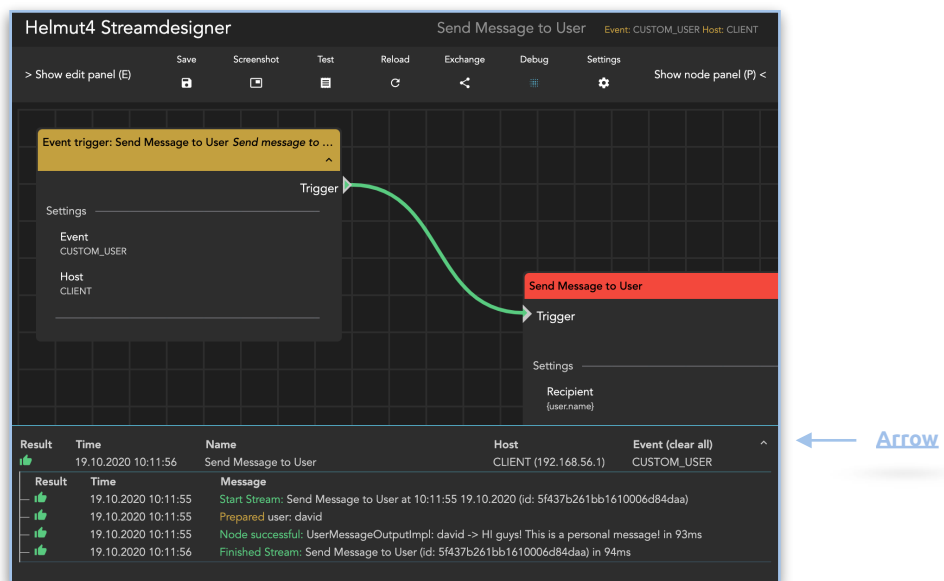 Helmut4 Streamdesigner
Send Message to User Event: CUSTOM_USER Host: CLIENT
> Show edit panel (E)
Save Screenshot Test Reload Exchange Debug Settings
Show node panel (P) <
Event trigger: Send Message to User Send message to ...
Trigger
Settings
Event
CUSTOM_USER
Host
CLIENT
Send Message to User
Trigger
Settings
Recipient
{user.name}
Result Time Name Host Event (clear all)
19.10.2020 10:11:56 Send Message to User CLIENT (192.168.56.1) CUSTOM_USER
Result Time Message
19.10.2020 10:11:55 Start Stream: Send Message to User at 10:11:55 19.10.2020 (id: 5f437b261bb1610006d84daa)
19.10.2020 10:11:55 Prepared user: david
19.10.2020 10:11:55 Node successful: UserMessageOutputImpl: david -> HI guys! This is a personal message! in 93ms
19.10.2020 10:11:56 Finished Stream: Send Message to User (id: 5f437b261bb1610006d84daa) in 94ms
Arrow